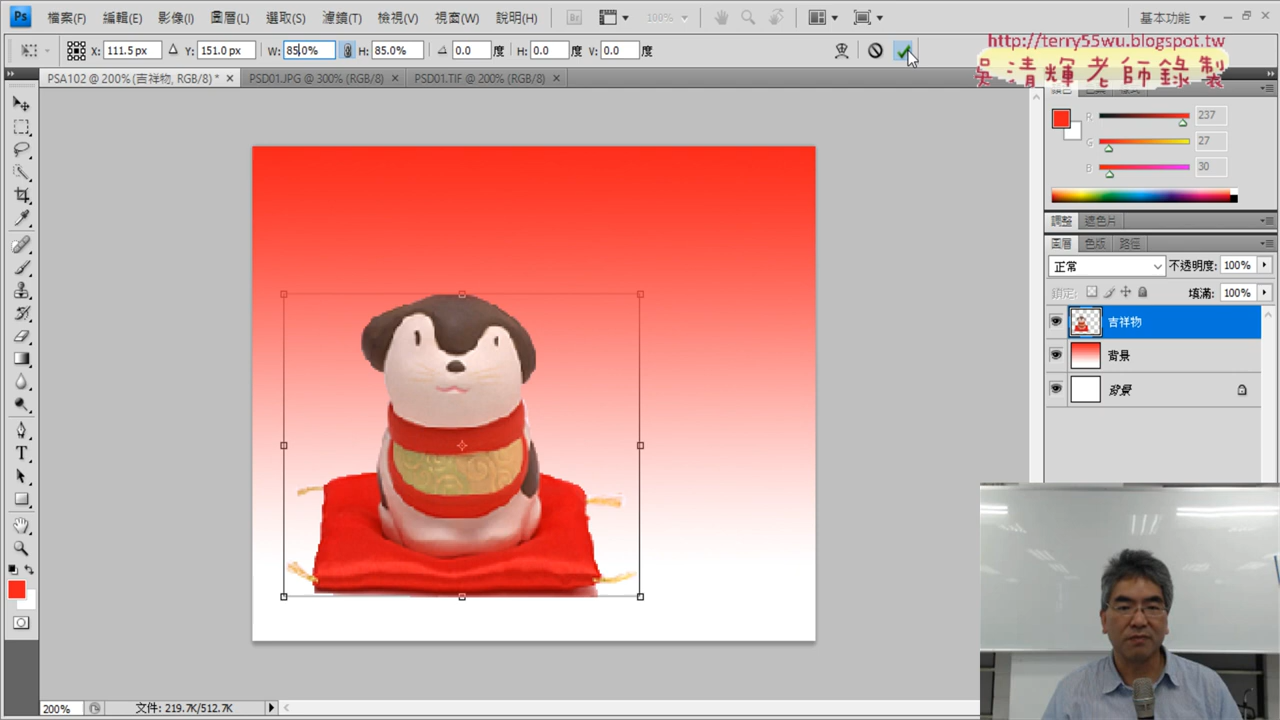 Ps 檔案(F) 編輯(E) 影像(I) 圖層(L) 選取(S) 濾鏡(T) 檢視(V) 視窗(W) 說明(H) Br 100% 基本功能
X: 111.5 px Y: 151.0 px W: 85.0% H: 85.0% 0.0 度 H: 0.0 度 V: 0.0 度
http://terry55wu.blogspot.tw
吳清輝老師錄製
PSA102 @ 200% (吉祥物, RGB/8) * PSD01.JPG @ 300% (RGB/8) PSD01.TIF @ 200% (RGB/8)
R 237
G 27
B 30
調整 遮色片
圖層 色版 路徑
正常 不透明度: 100%
鎖定: 填滿: 100%
吉祥物
背景
背景
200% 文件: 219.7K/512.7K